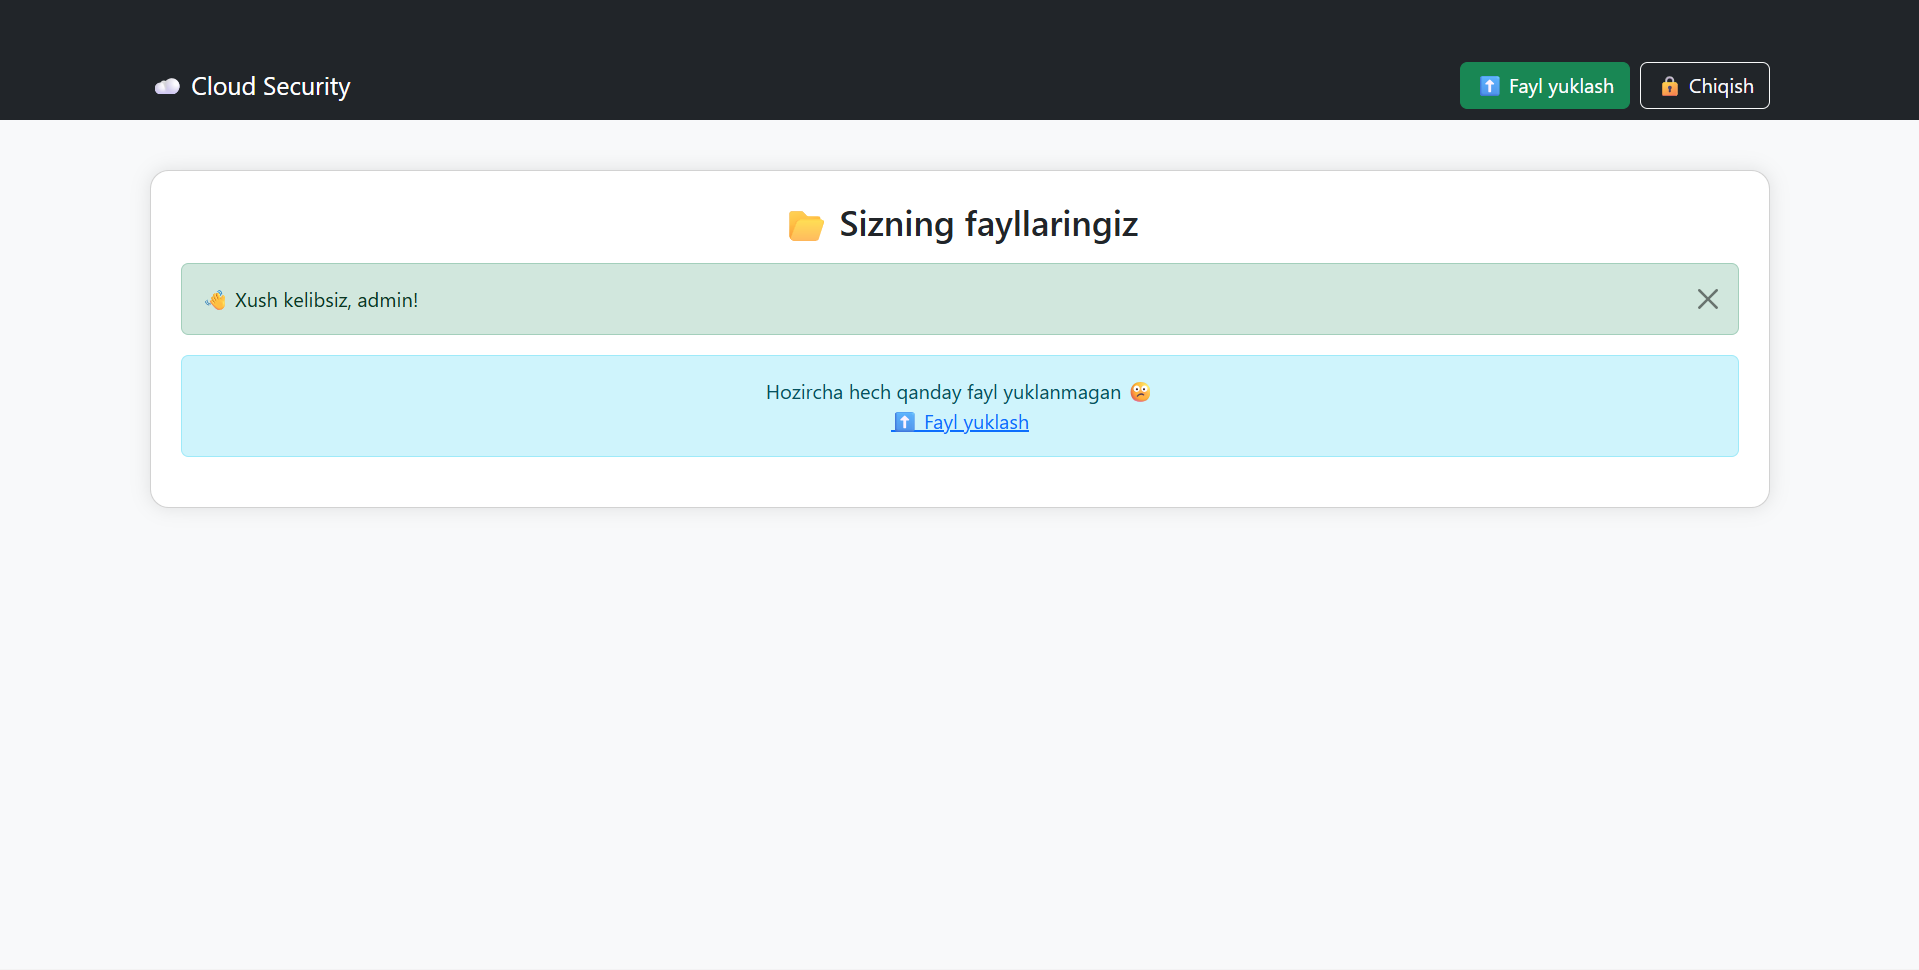 Cloud Security
Fayl yuklash
Chiqish
Sizning fayllaringiz
Xush kelibsiz, admin!
Hozircha hech qanday fayl yuklanmagan
Fayl yuklash